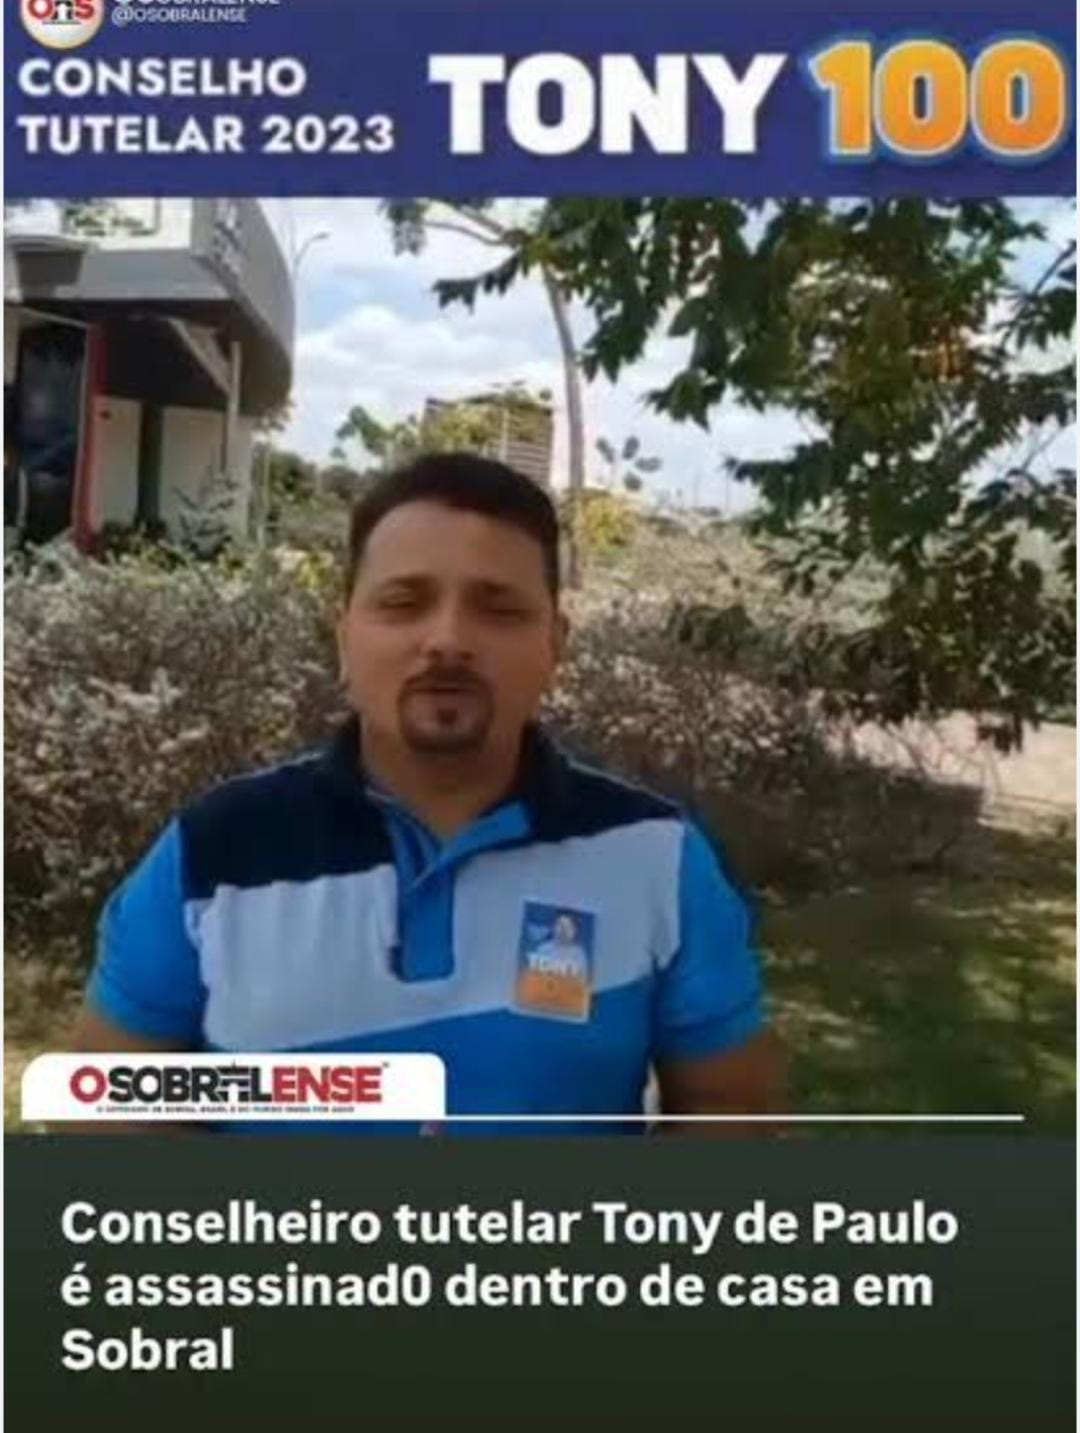 @OSOBRALENSE
CONSELHO
TUTELAR 2023
TONY 100
TONY
OSOBRALENSE
Conselheiro tutelar Tony de Paulo
é assassinad0 dentro de casa em
Sobral